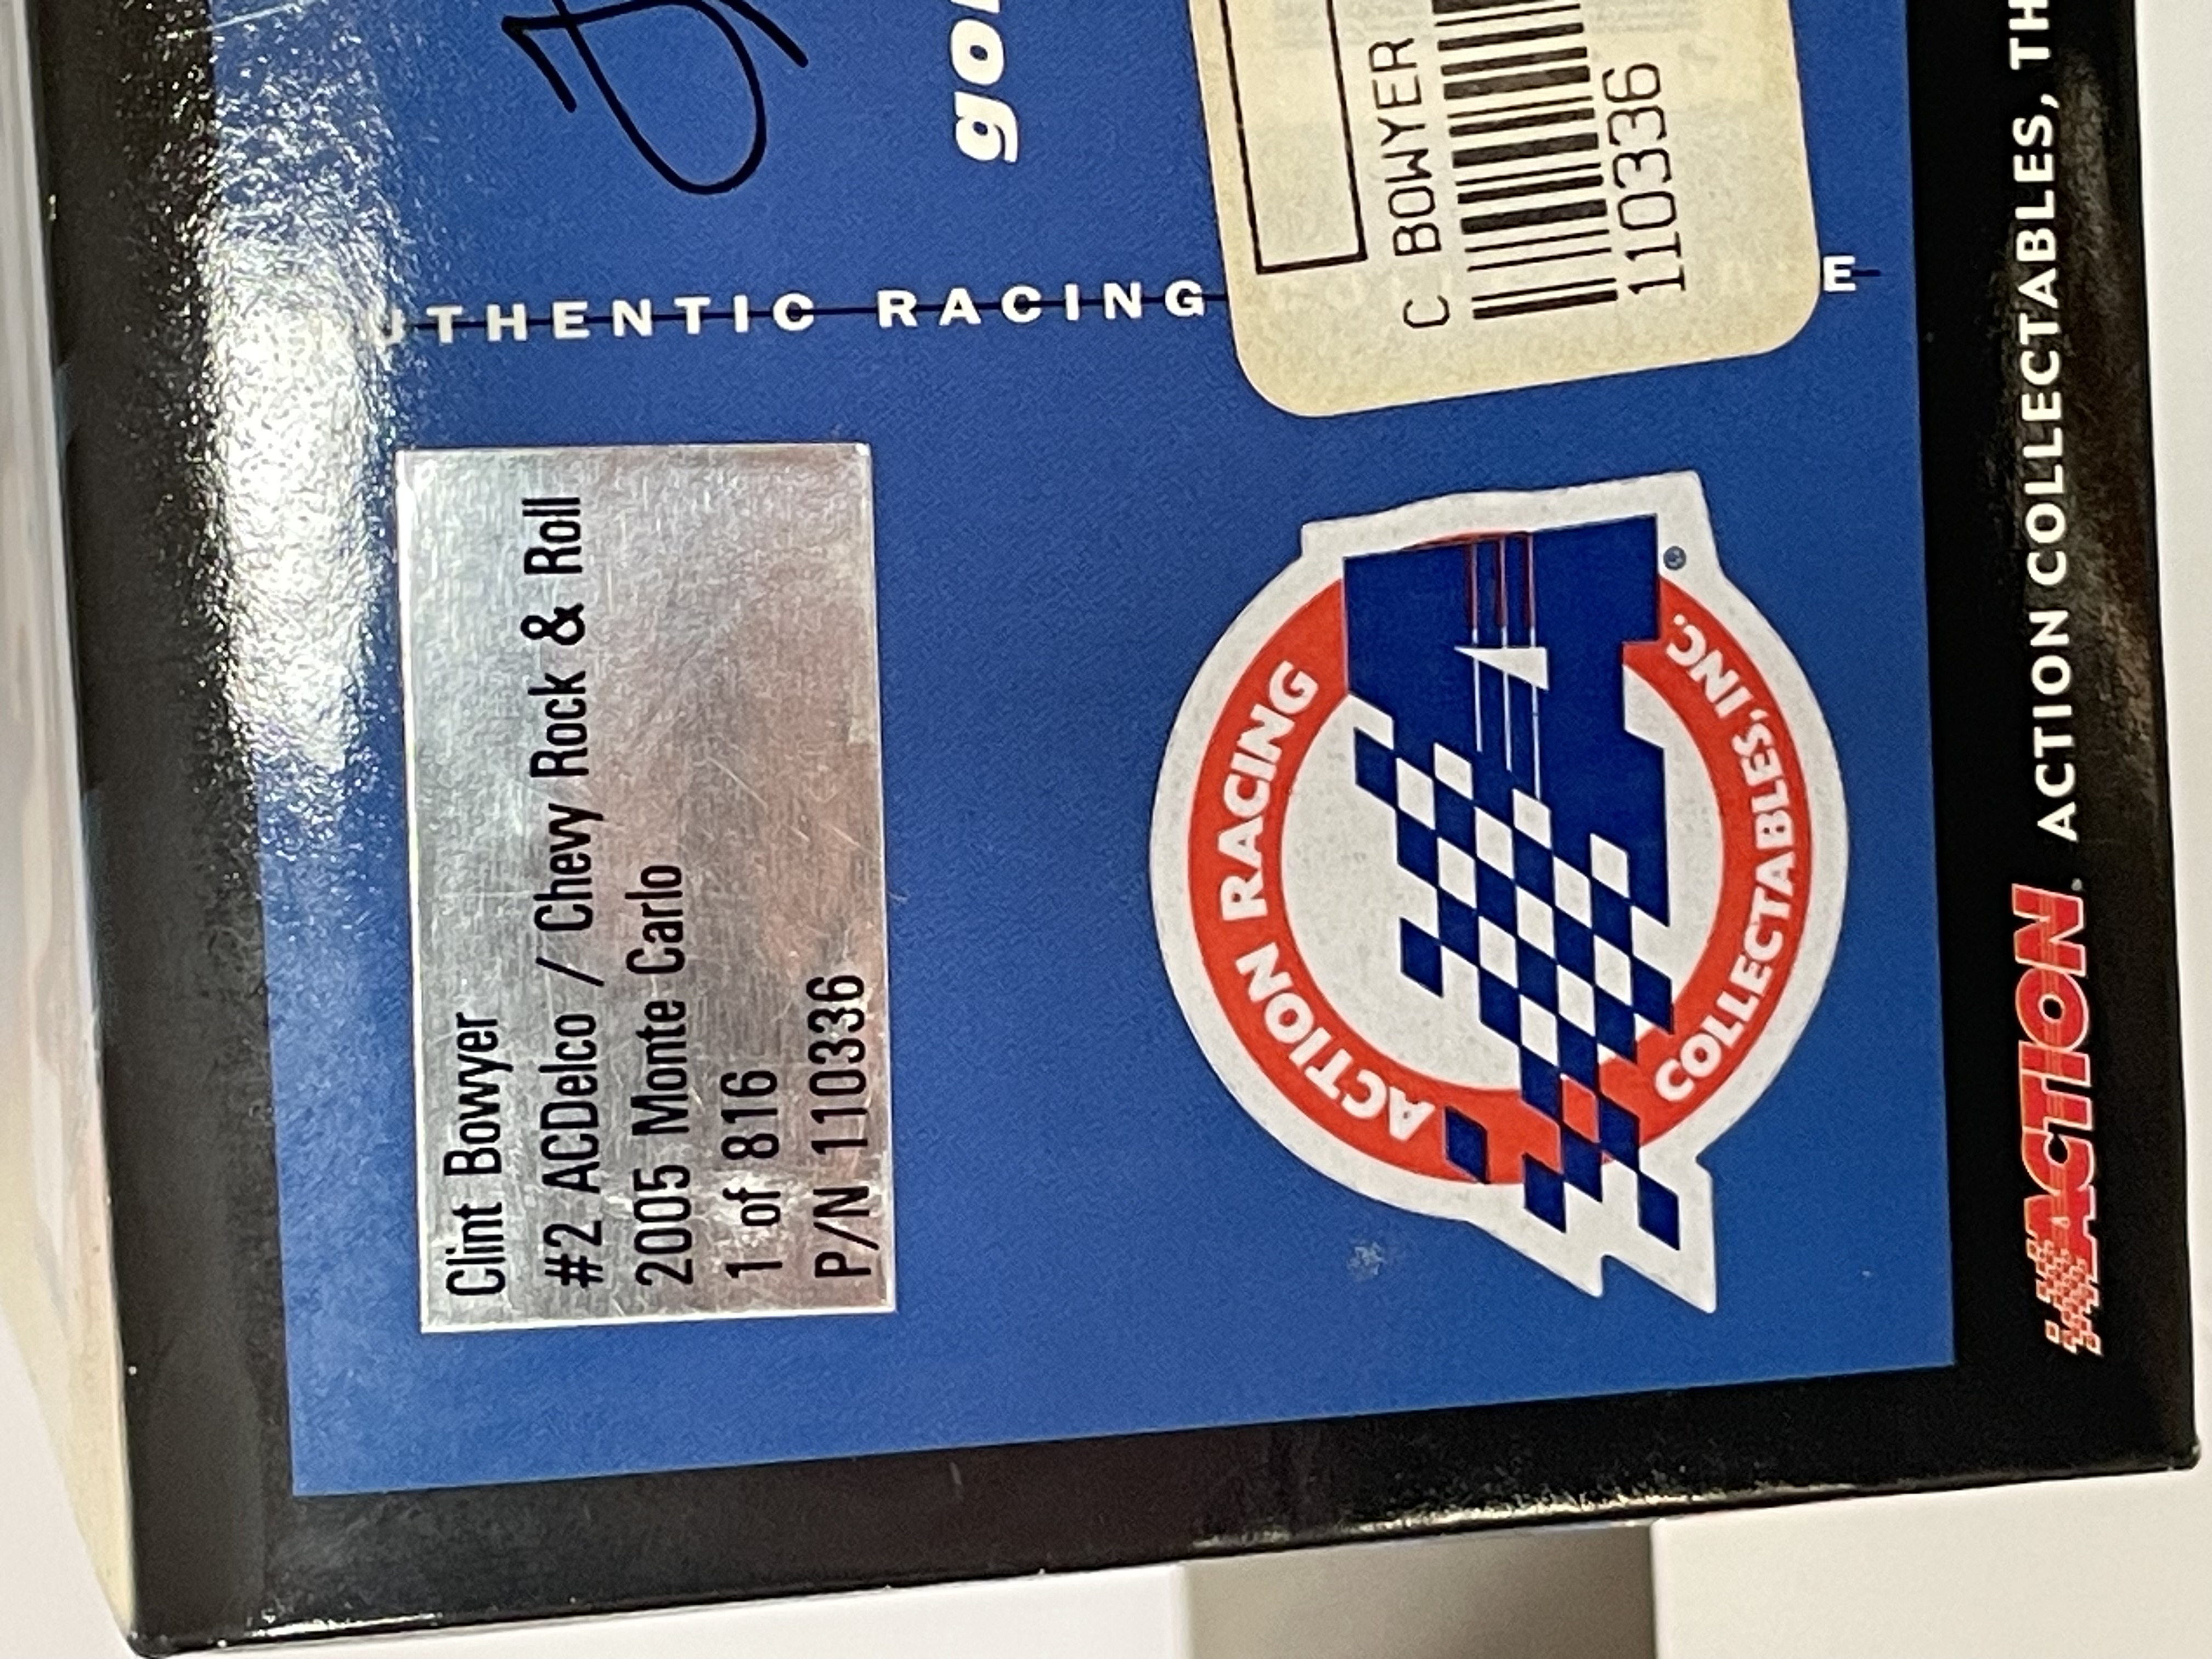 Clint Bowyer
#2 ACDelco / Chevy Rock & Roll
2005 Monte Carlo
1 of 816
P/N 110336
ACTION RACING
COLLECTABLES, INC.
®
UTHENTIC RACING
E
go
C BOWYER
110336
ACTION. ACTION COLLECTABLES, TH